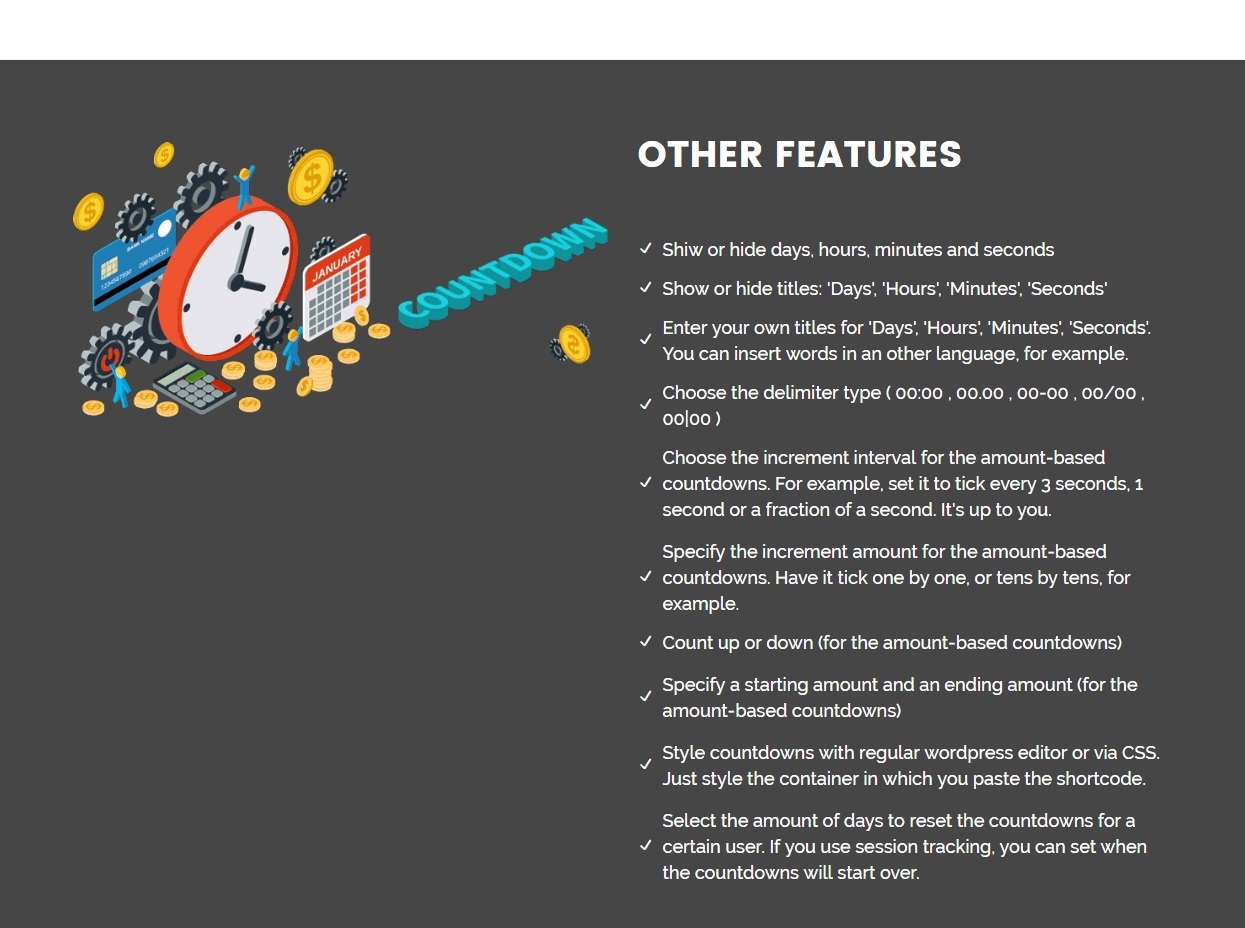 OTHER FEATURES
BANK NAME
1234567890 0987654321
JANUARY
COUNTDOWN
Shiw or hide days, hours, minutes and seconds
Show or hide titles: 'Days', 'Hours', 'Minutes', 'Seconds'
Enter your own titles for 'Days', 'Hours', 'Minutes', 'Seconds'.
You can insert words in an other language, for example.
Choose the delimiter type ( 00:00 , 00.00 , 00-00 , 00/00 ,
00|00 )
Choose the increment interval for the amount-based
countdowns. For example, set it to tick every 3 seconds, 1
second or a fraction of a second. It's up to you.
Specify the increment amount for the amount-based
countdowns. Have it tick one by one, or tens by tens, for
example.
Count up or down (for the amount-based countdowns)
Specify a starting amount and an ending amount (for the
amount-based countdowns)
Style countdowns with regular wordpress editor or via CSS.
Just style the container in which you paste the shortcode.
Select the amount of days to reset the countdowns for a
certain user. If you use session tracking, you can set when
the countdowns will start over.